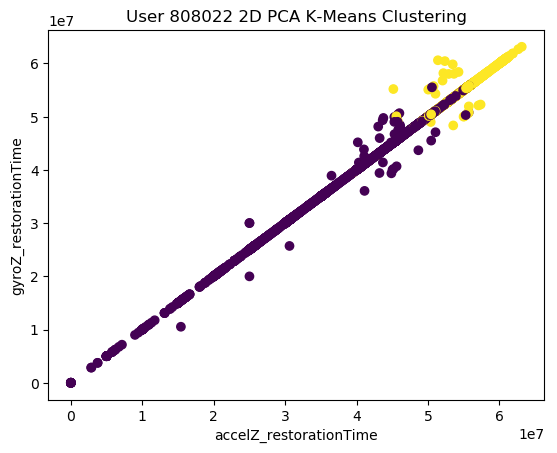 User 808022 2D PCA K-Means Clustering
1e7
6
5
4
3
2
1
0
gyroZ_restorationTime
0 1 2 3 4 5 6
1e7
accelZ_restorationTime